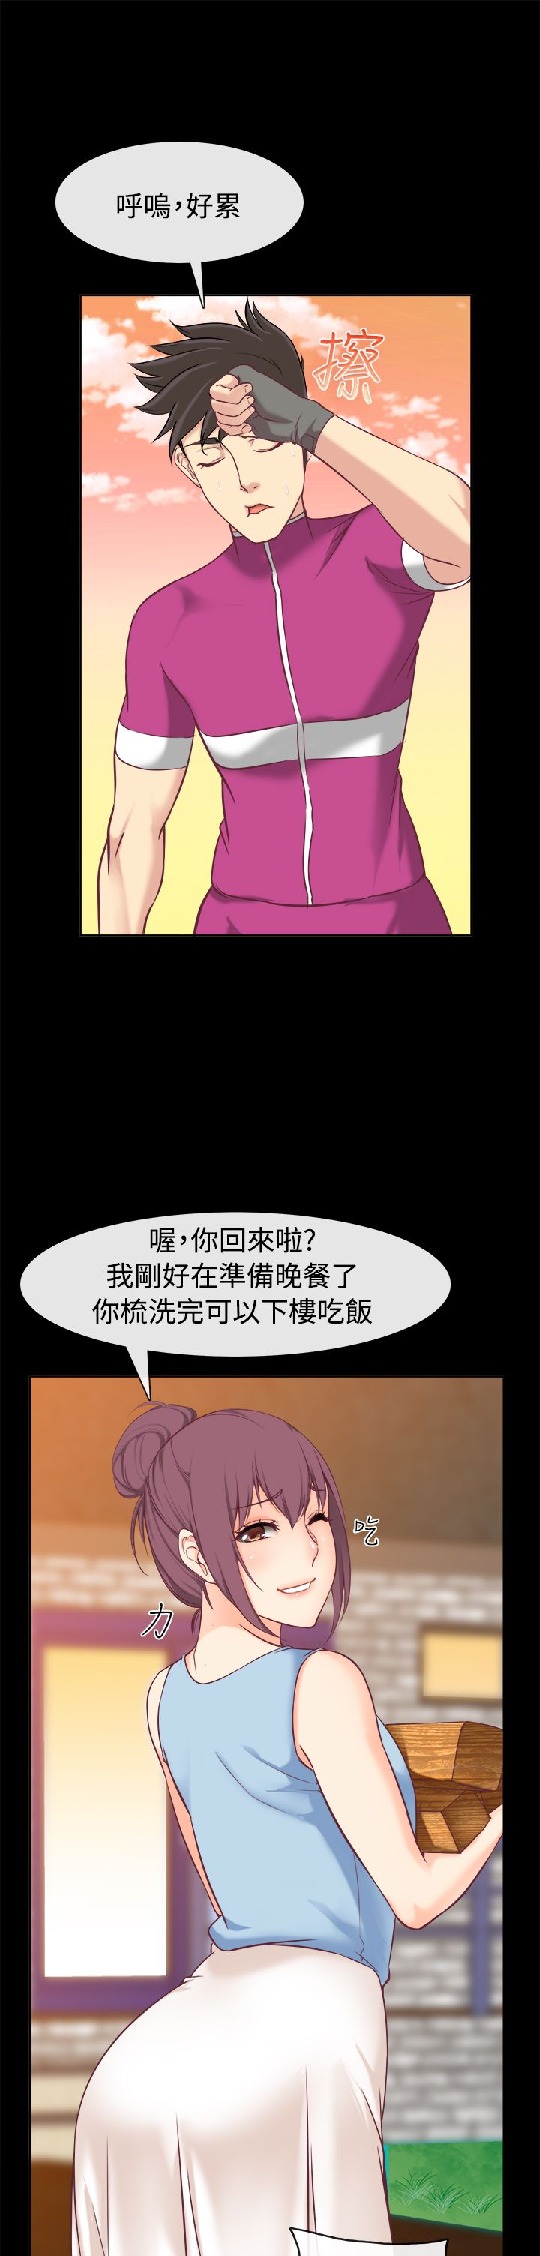 呼嗚，好累
擦
喔，你回來啦？
我剛好在準備晚餐了
你梳洗完可以下樓吃飯
吃
力